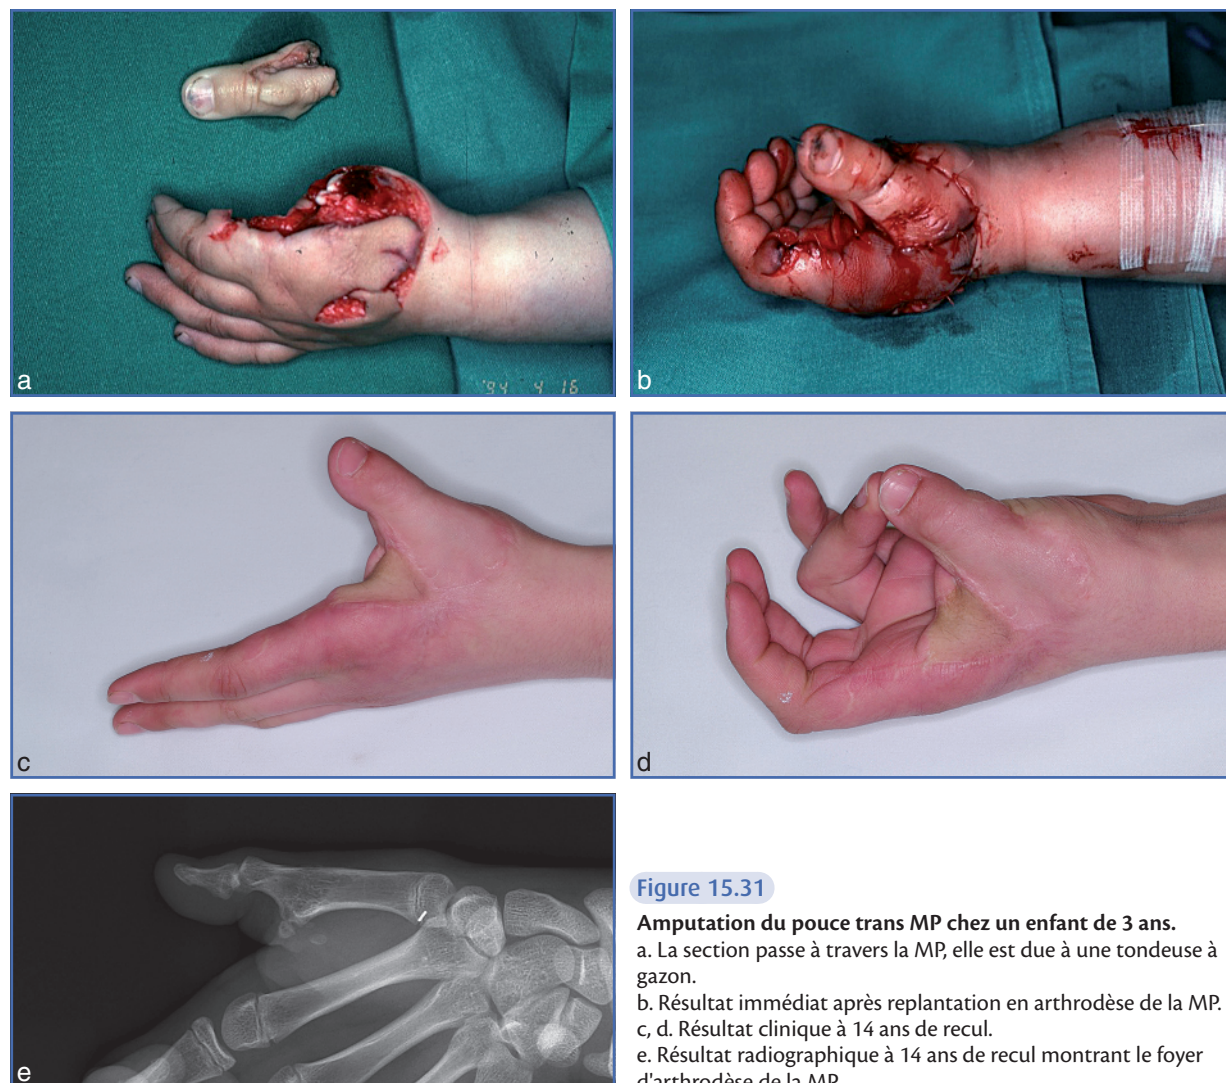 a
'94 4 16
b
c
d
e
Figure 15.31
Amputation du pouce trans MP chez un enfant de 3 ans.
a. La section passe à travers la MP, elle est due à une tondeuse à
gazon.
b. Résultat immédiat après replantation en arthrodèse de la MP.
c, d. Résultat clinique à 14 ans de recul.
e. Résultat radiographique à 14 ans de recul montrant le foyer
d'arthrodèse de la MP.